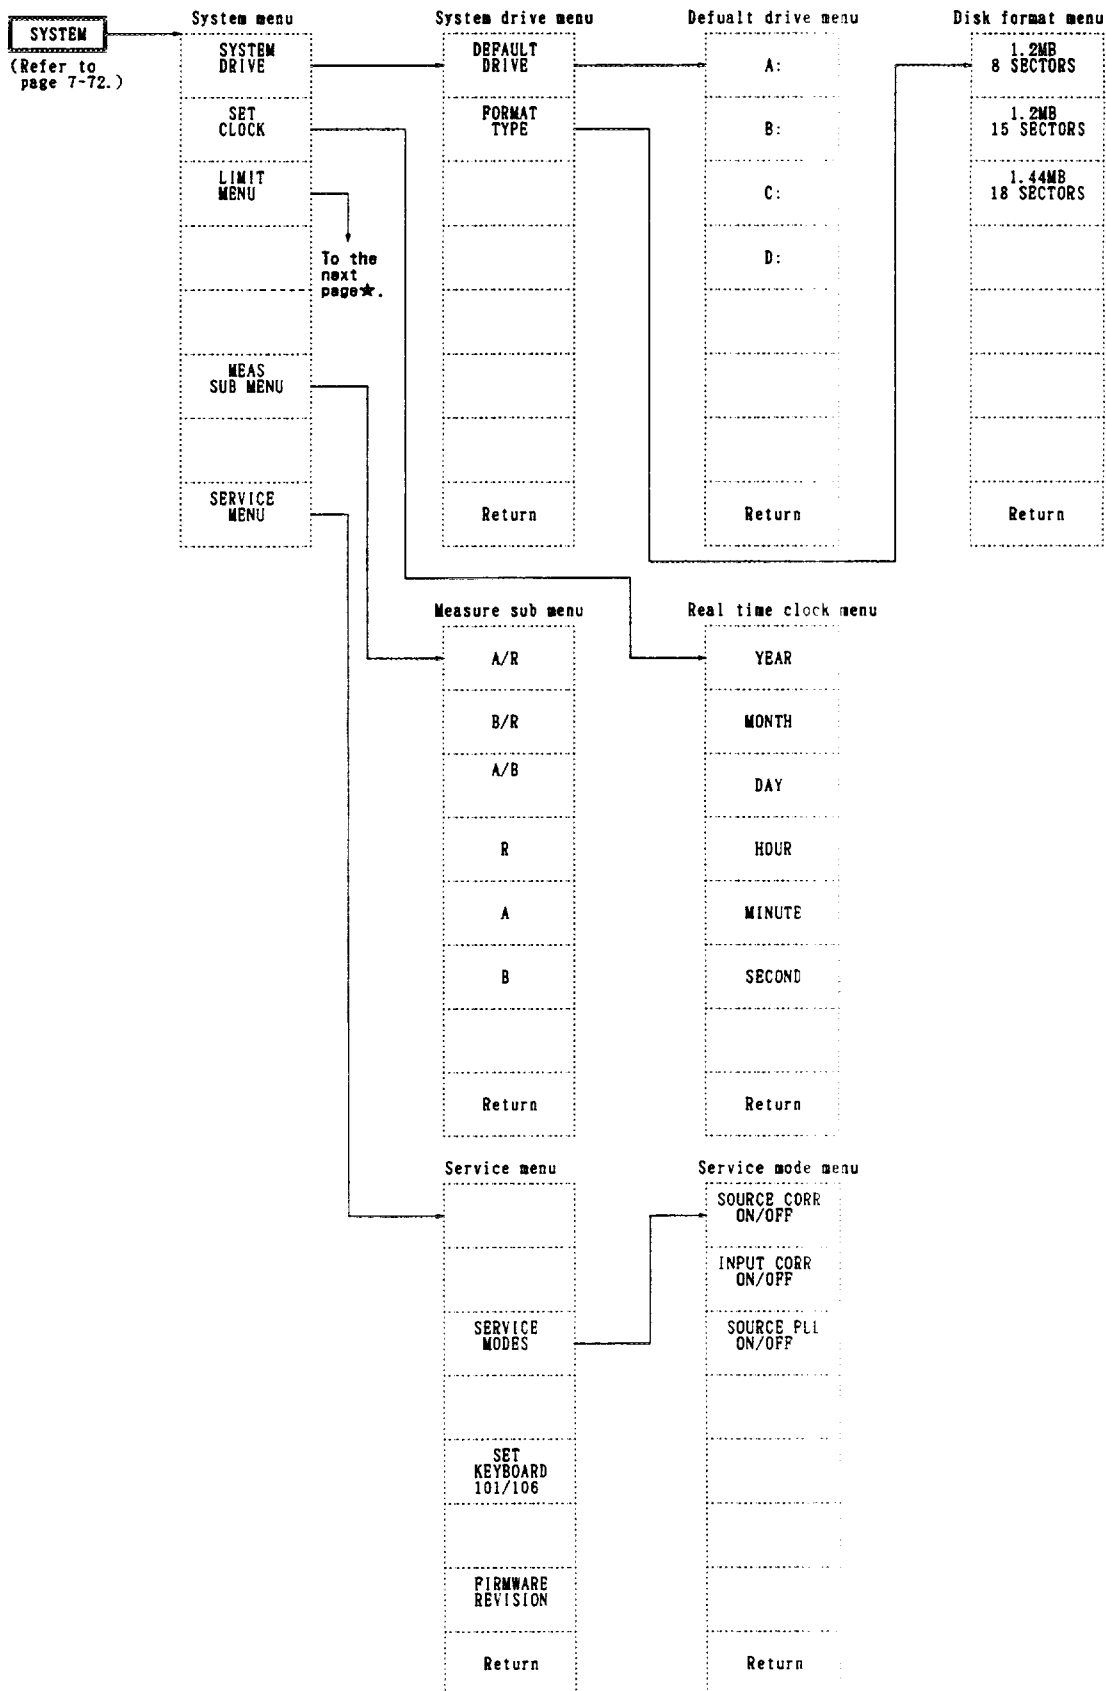 SYSTEM
(Refer to
page 7-72.)
System menu
SYSTEM
DRIVE
SET
CLOCK
LIMIT
MENU
To the
next
page★.
MEAS
SUB MENU
SERVICE
MENU
System drive menu
DEFAULT
DRIVE
FORMAT
TYPE
Return
Defualt drive menu
A:
B:
C:
D:
Return
Disk format menu
1.2MB
8 SECTORS
1.2MB
15 SECTORS
1.44MB
18 SECTORS
Return
Measure sub menu
A/R
B/R
A/B
R
A
B
Return
Real time clock menu
YEAR
MONTH
DAY
HOUR
MINUTE
SECOND
Return
Service menu
SERVICE
MODES
SET
KEYBOARD
101/106
FIRMWARE
REVISION
Return
Service mode menu
SOURCE CORR
ON/OFF
INPUT CORR
ON/OFF
SOURCE PLL
ON/OFF
Return